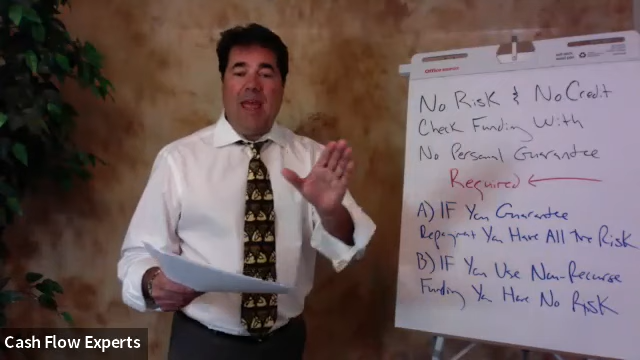 OfficeMAX
No Risk & No Credit
Check Funding With
No Personal Guarantee
Required
A) IF You Guarantee
Repayment You Have All The Risk
B) IF You Use Non-Recourse
Funding You Have No Risk
Cash Flow Experts